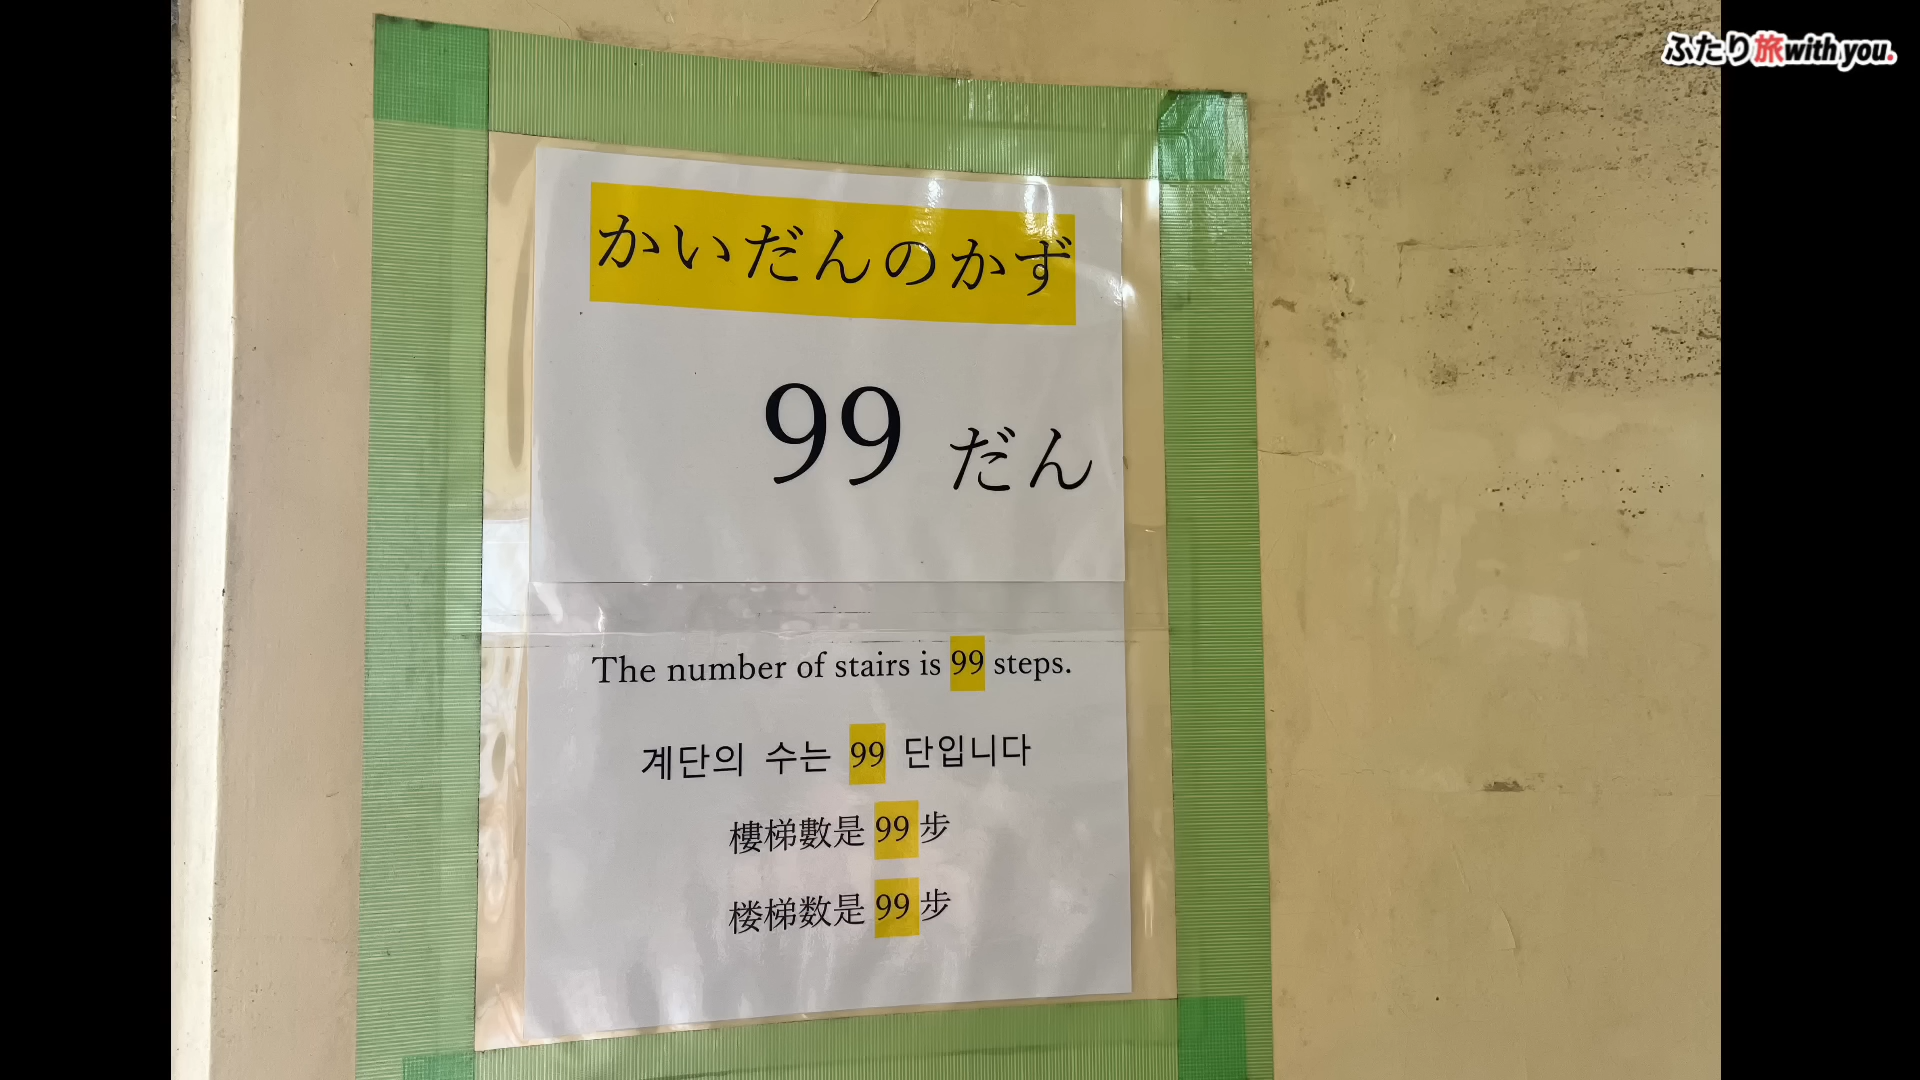 ふたり旅with you.
かいだんのかず
99 だん
The number of stairs is 99 steps.
계단의 수는 99 단입니다
樓梯數是 99 步
楼梯数是 99 步